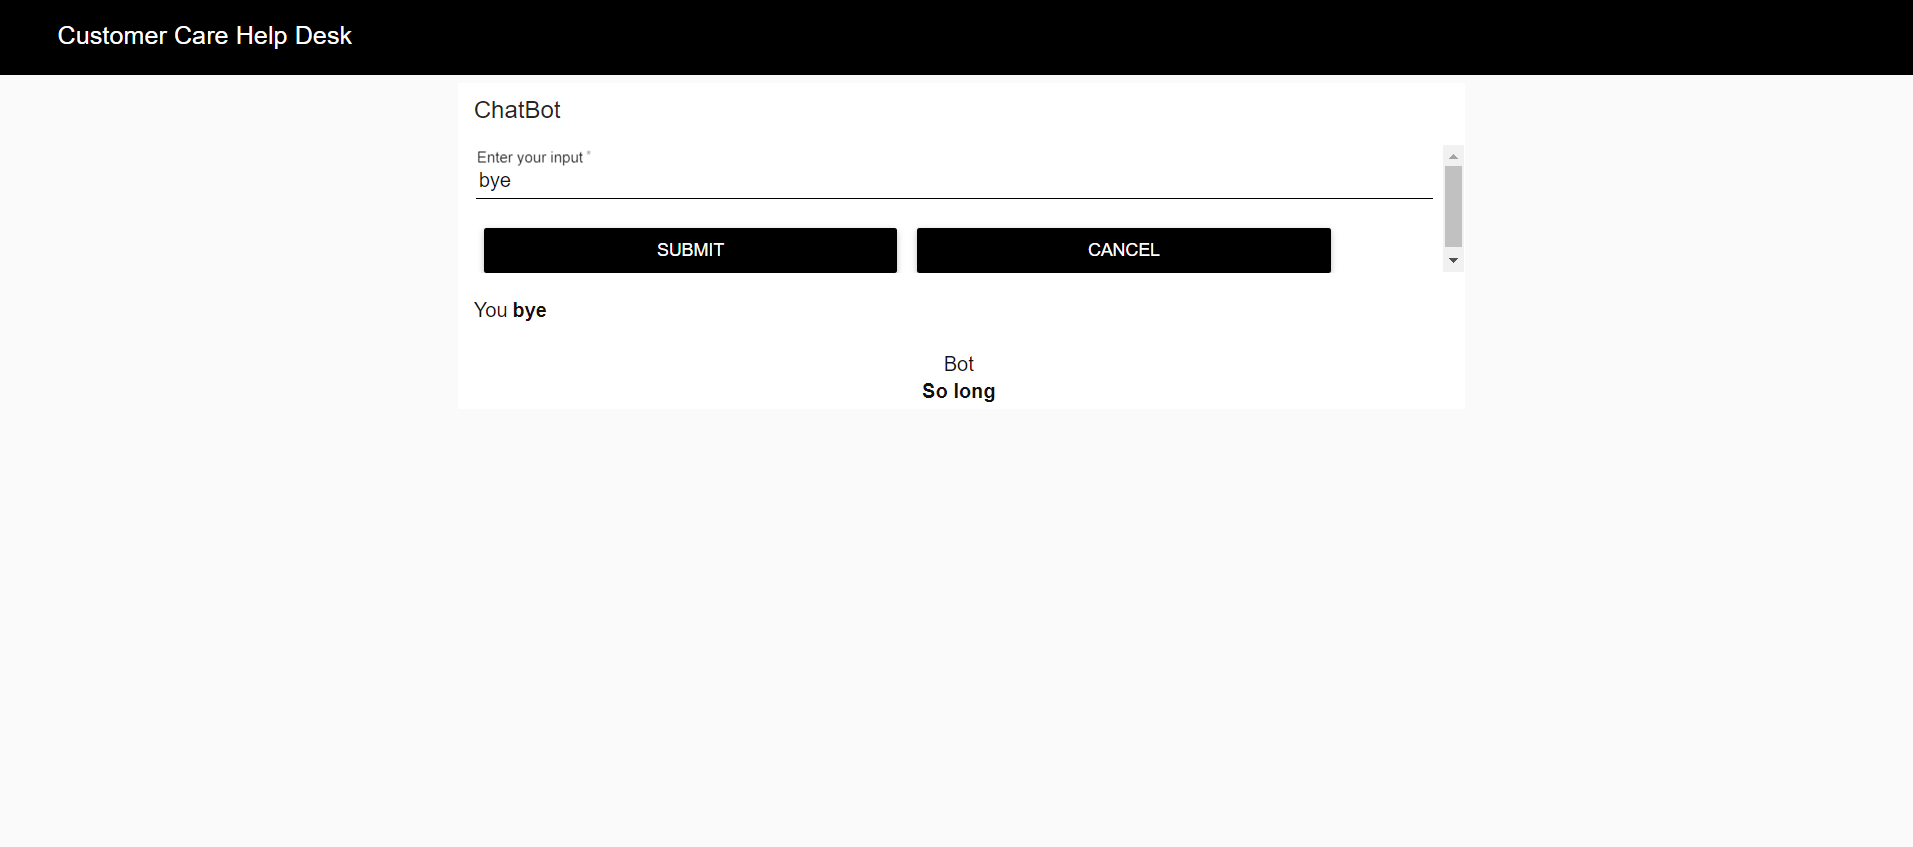 Customer Care Help Desk
ChatBot
Enter your input *
bye
SUBMIT CANCEL
You bye
Bot
So long